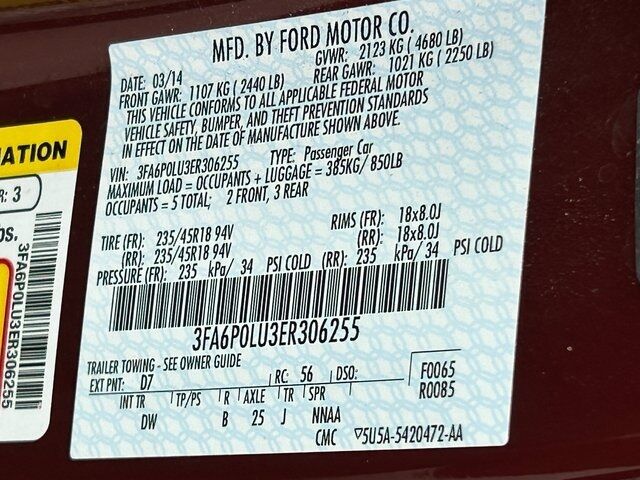 MFD. BY FORD MOTOR CO.
DATE: 03/14 GVWR: 2123 KG ( 4680 LB)
FRONT GAWR: 1107 KG ( 2440 LB) REAR GAWR: 1021 KG ( 2250 LB)
THIS VEHICLE CONFORMS TO ALL APPLICABLE FEDERAL MOTOR
VEHICLE SAFETY, BUMPER, AND THEFT PREVENTION STANDARDS
IN EFFECT ON THE DATE OF MANUFACTURE SHOWN ABOVE.
VIN: 3FA6P0LU3ER306255 TYPE: Passenger Car
MAXIMUM LOAD = OCCUPANTS + LUGGAGE = 385KG/ 850LB
OCCUPANTS = 5 TOTAL; 2 FRONT, 3 REAR
TIRE (FR): 235/45R18 94V RIMS (FR): 18x8.0J
(RR): 235/45R18 94V (RR): 18x8.0J
PRESSURE (FR): 235 kPa/ 34 PSI COLD (RR): 235 kPa/ 34 PSI COLD
3FA6P0LU3ER306255
TRAILER TOWING - SEE OWNER GUIDE
EXT PNT: D7 RC: 56 DSO: F0065
R0085
INT TR TP/PS R AXLE TR SPR
DW B 25 J NNAA
CMC ▽5U5A-5420472-AA
MATION
R: 3
bs.
3FA6P0LU3ER306255